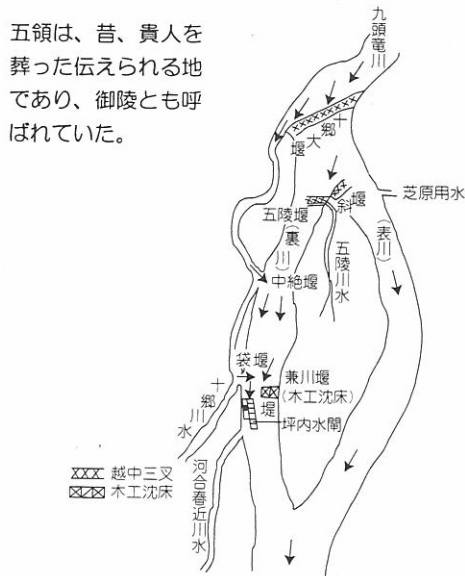 五領は、昔、貴人を
葬った伝えられる地
であり、御陵とも呼
ばれていた。
九頭竜川
十郷大堰
斜堰
芝原用水
五陵堰
(裏川)
五陵川水
(表川)
中絶堰
袋堰
兼川堰
(木工沈床)
堤
坪内水閘
十郷川水
河合春近川水
越中三叉
木工沈床